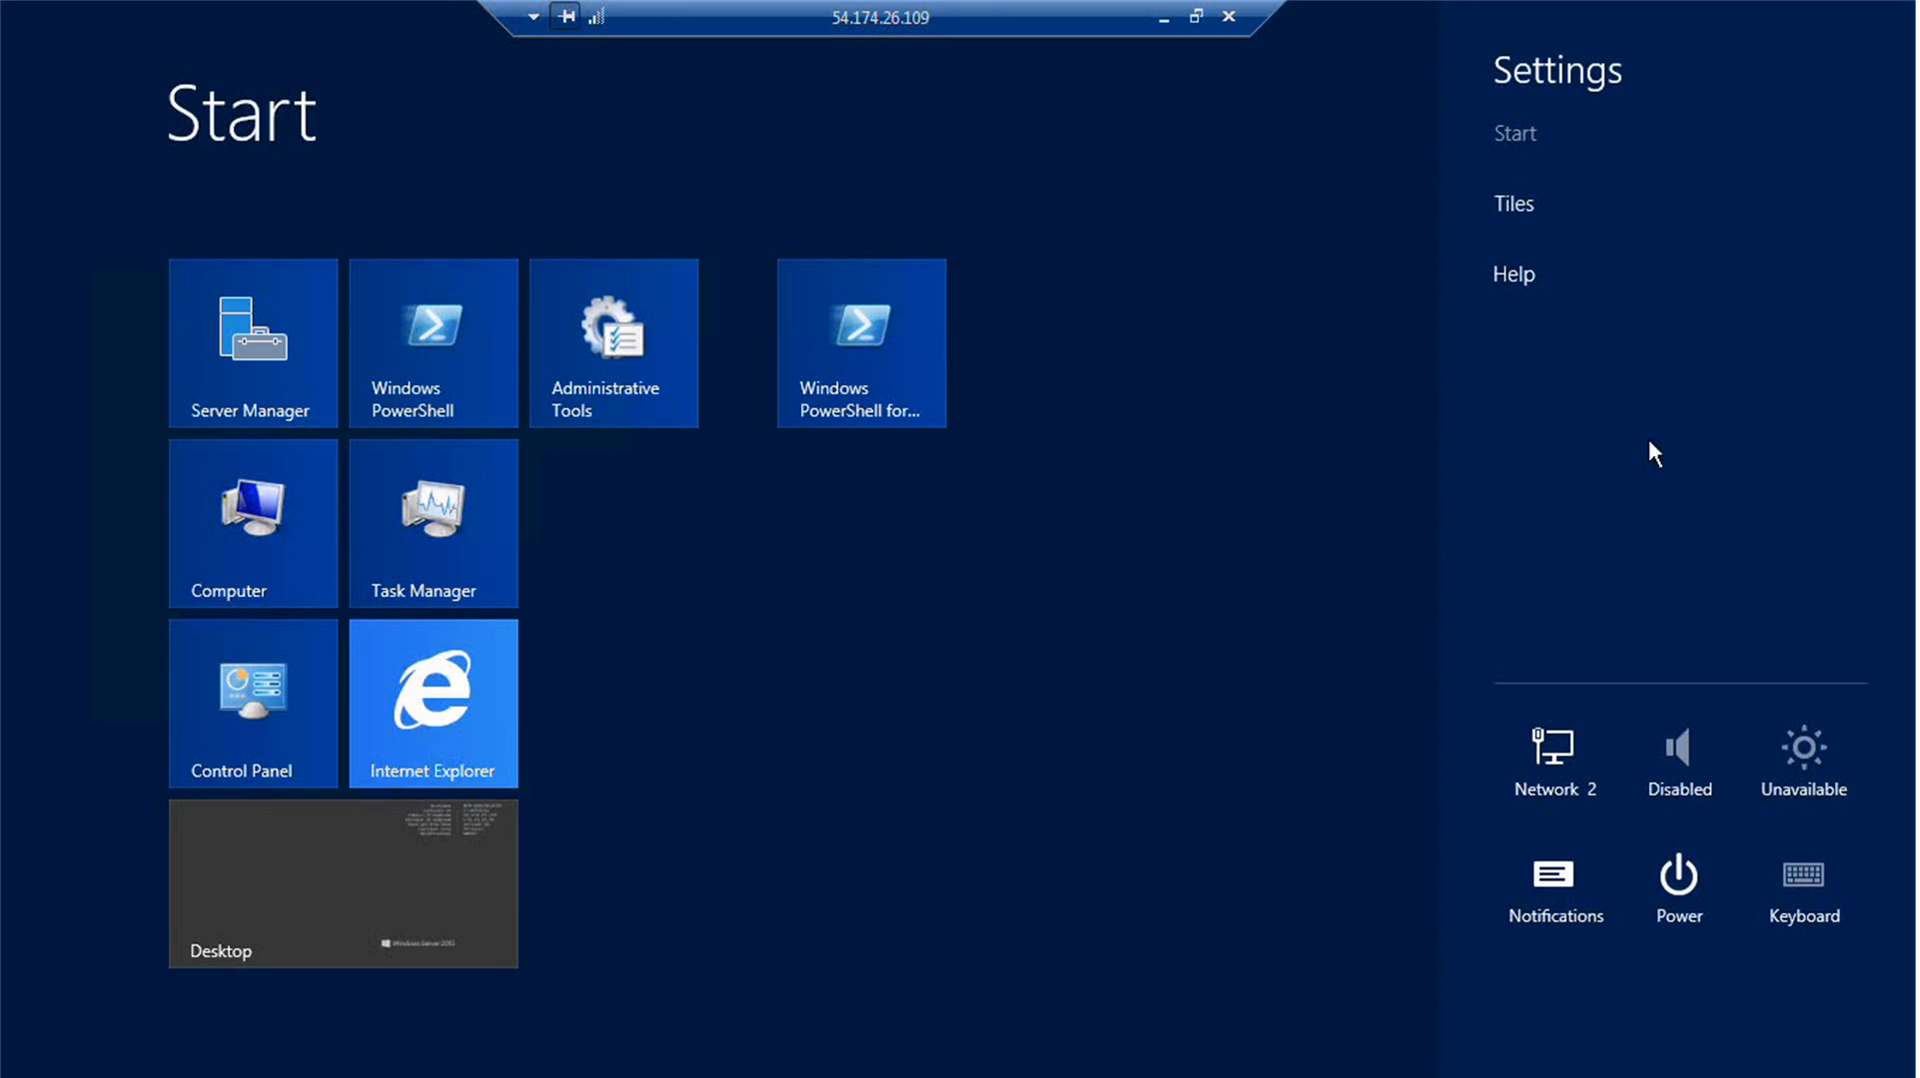 54.174.26.109
Start
Server Manager
Windows
PowerShell
Administrative
Tools
Windows
PowerShell for...
Computer
Task Manager
Control Panel
Internet Explorer
Desktop
Settings
Start
Tiles
Help
Network 2
Disabled
Unavailable
Notifications
Power
Keyboard